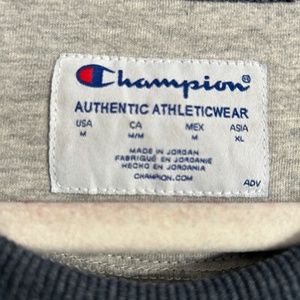 Champion®
AUTHENTIC ATHLETICWEAR
USA CA MEX ASIA
M M/M M XL
MADE IN JORDAN
FABRIQUÉ EN JORDANIE
HECHO EN JORDANIA
CHAMPION.COM
ADV